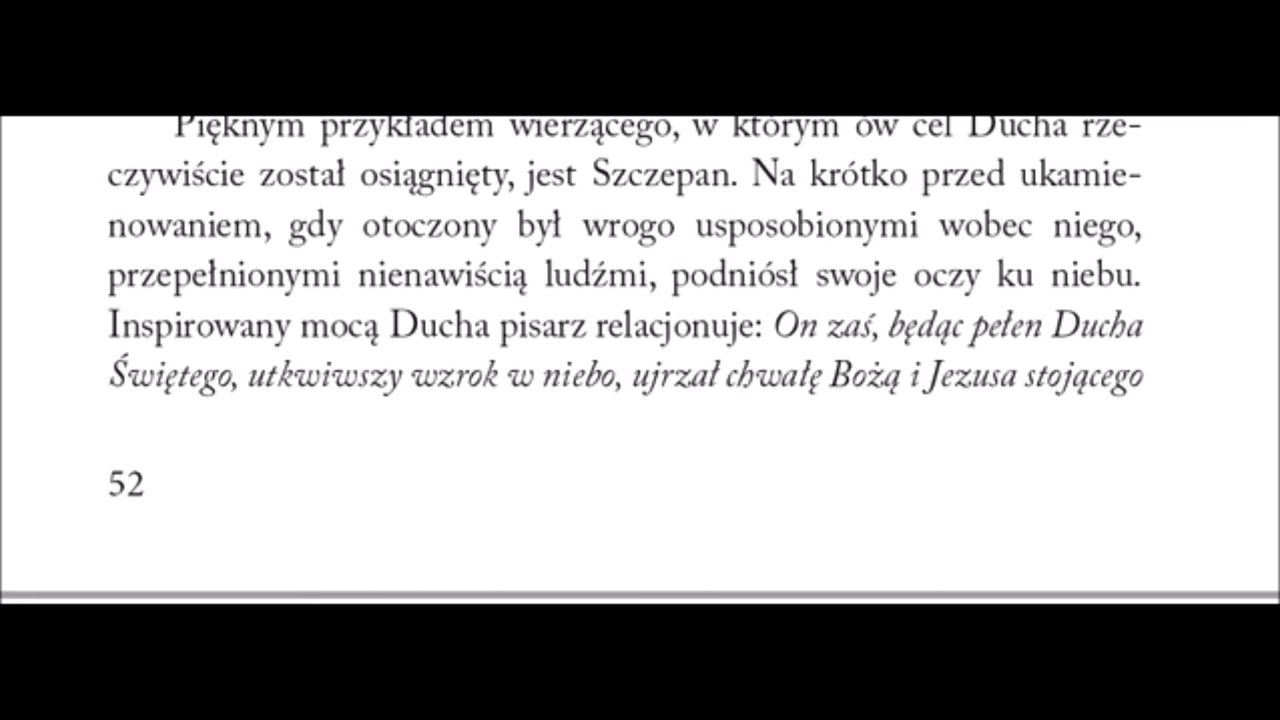 Pięknym przykładem wierzącego, w którym ów cel Ducha rze-
czywiście został osiągnięty, jest Szczepan. Na krótko przed ukamie-
nowaniem, gdy otoczony był wrogo usposobionymi wobec niego,
przepełnionymi nienawiścią ludźmi, podniósł swoje oczy ku niebu.
Inspirowany mocą Ducha pisarz relacjonuje: On zaś, będąc pełen Ducha
Świętego, utkwiwszy wzrok w niebo, ujrzał chwałę Bożą i Jezusa stojącego
52